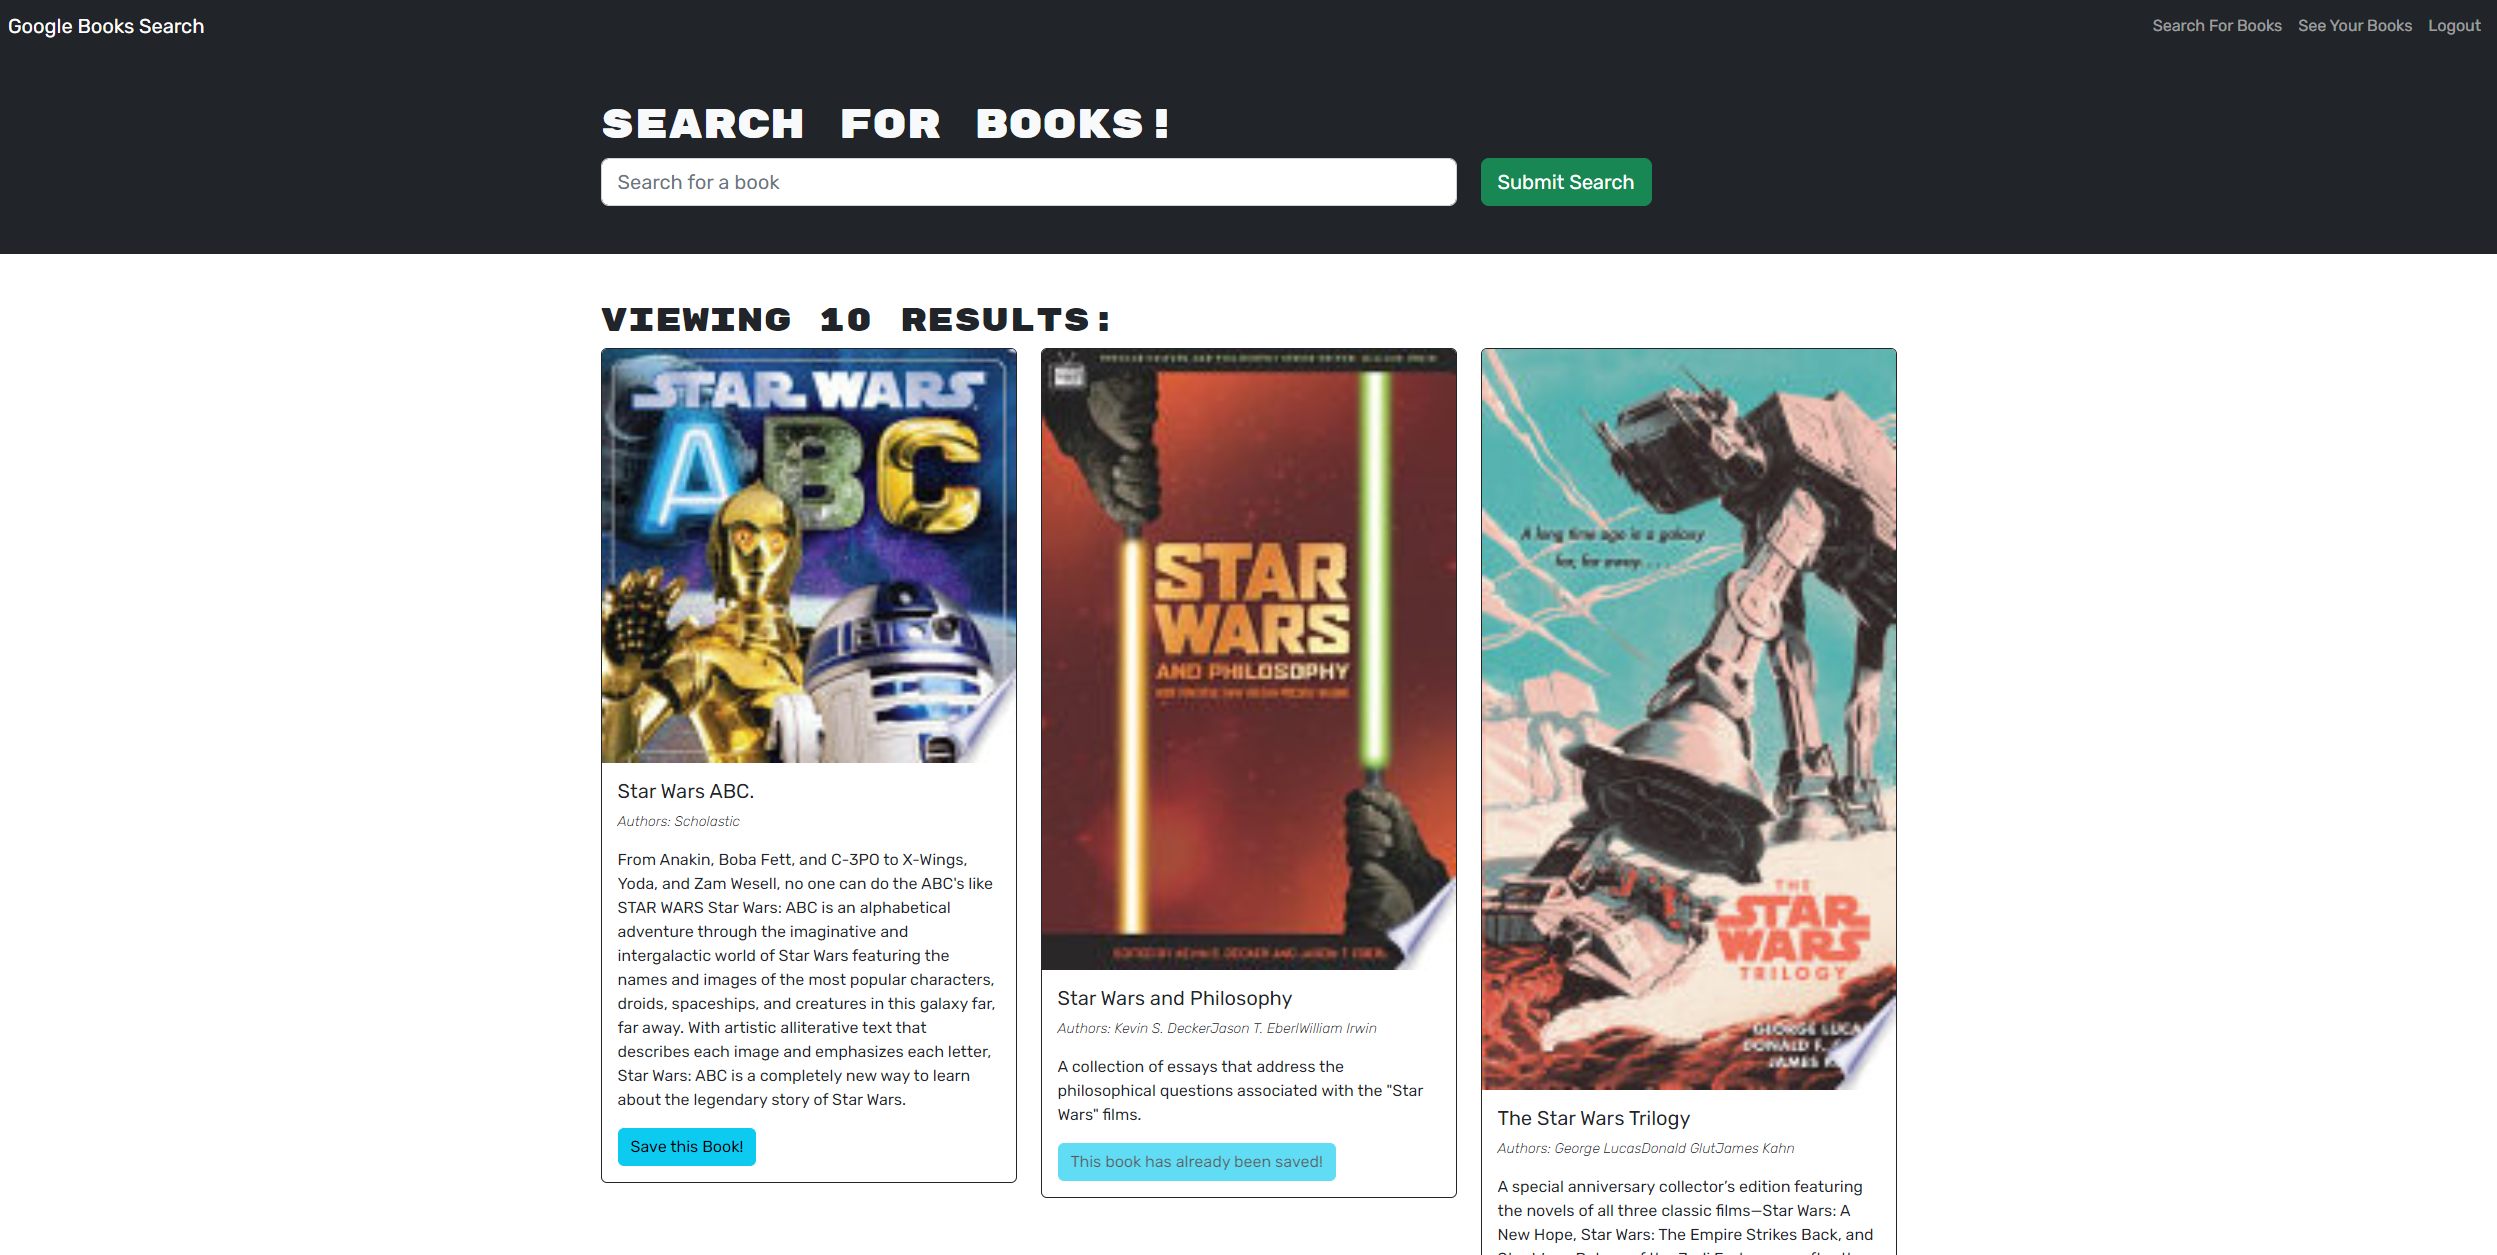 Google Books Search
Search For Books
See Your Books
Logout
SEARCH FOR BOOKS!
Search for a book
Submit Search
VIEWING 10 RESULTS:
STAR WARS
ABC
Star Wars ABC.
Authors: Scholastic
From Anakin, Boba Fett, and C-3PO to X-Wings,
Yoda, and Zam Wesell, no one can do the ABC's like
STAR WARS Star Wars: ABC is an alphabetical
adventure through the imaginative and
intergalactic world of Star Wars featuring the
names and images of the most popular characters,
droids, spaceships, and creatures in this galaxy far,
far away. With artistic alliterative text that
describes each image and emphasizes each letter,
Star Wars: ABC is a completely new way to learn
about the legendary story of Star Wars.
Save this Book!
STAR
WARS
AND PHILOSOPHY
EDITED BY KEVIN S. DECKER AND JASON T. EBERL
Star Wars and Philosophy
Authors: Kevin S. DeckerJason T. EberlWilliam Irwin
A collection of essays that address the
philosophical questions associated with the "Star
Wars" films.
This book has already been saved!
A long time ago in a galaxy
far, far away. . . .
THE
STAR
WARS
TRILOGY
GEORGE
DONALD F.
JAMES
The Star Wars Trilogy
Authors: George LucasDonald GlutJames Kahn
A special anniversary collector’s edition featuring
the novels of all three classic films—Star Wars: A
New Hope, Star Wars: The Empire Strikes Back, and